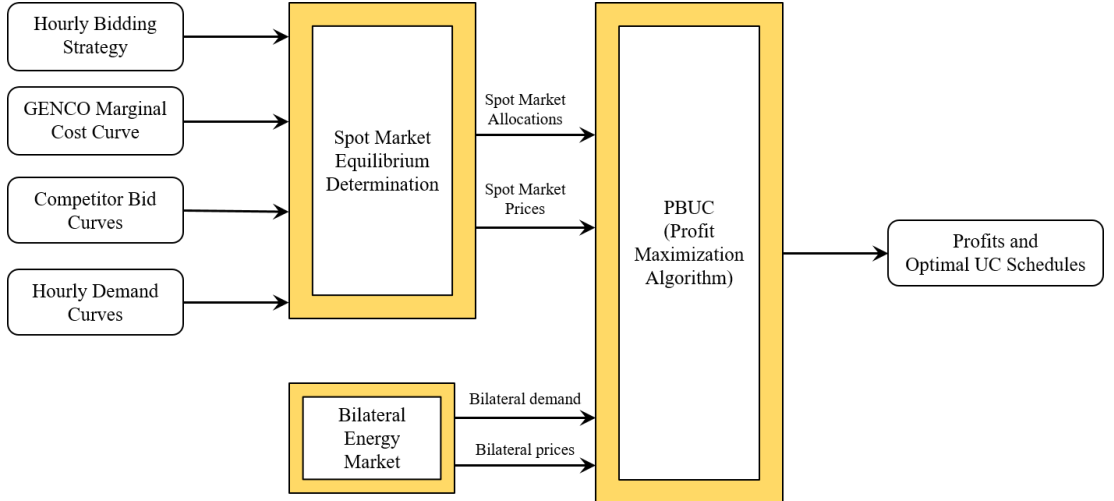 Hourly Bidding
Strategy
GENCO Marginal
Cost Curve
Competitor Bid
Curves
Hourly Demand
Curves
Spot Market
Equilibrium
Determination
Spot Market
Allocations
Spot Market
Prices
Bilateral
Energy
Market
Bilateral demand
Bilateral prices
PBUC
(Profit
Maximization
Algorithm)
Profits and
Optimal UC Schedules